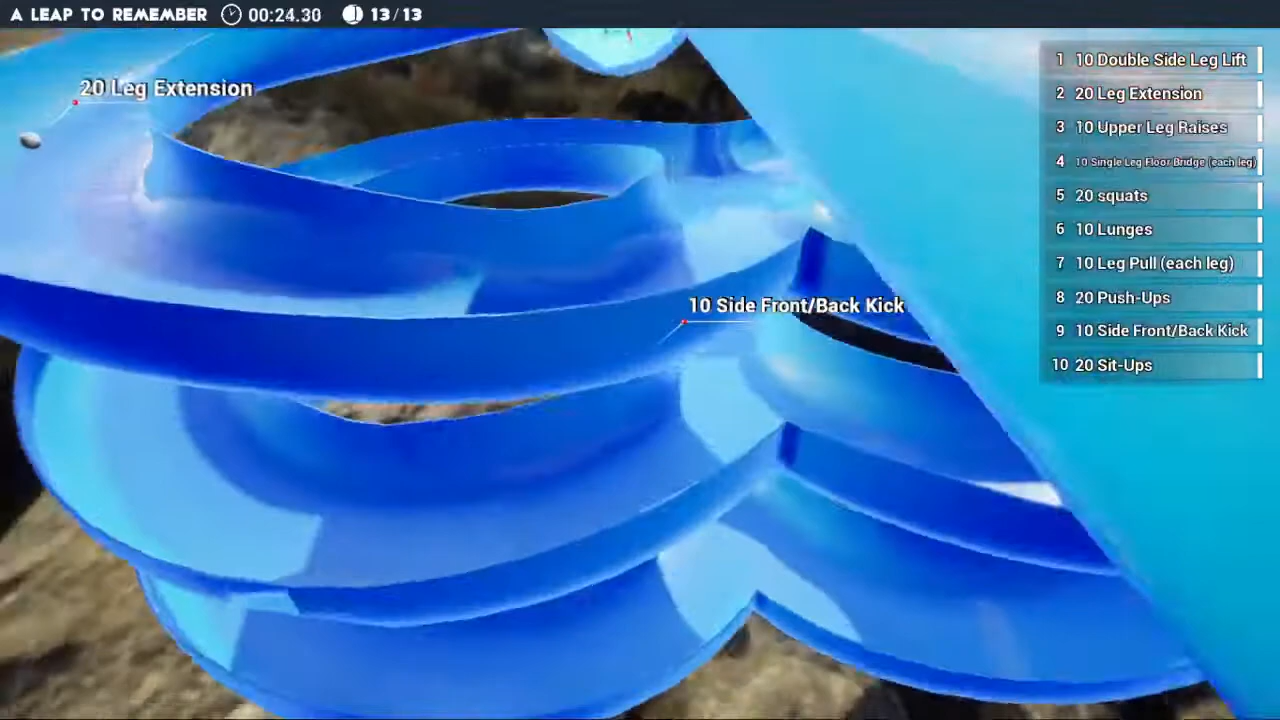 A LEAP TO REMEMBER 00:24.30 13/13
1 10 Double Side Leg Lift
20 Leg Extension
2 20 Leg Extension
3 10 Upper Leg Raises
4 10 Single Leg Floor Bridge (each leg)
5 20 squats
6 10 Lunges
7 10 Leg Pull (each leg)
8 20 Push-Ups
10 Side Front/Back Kick
9 10 Side Front/Back Kick
10 20 Sit-Ups